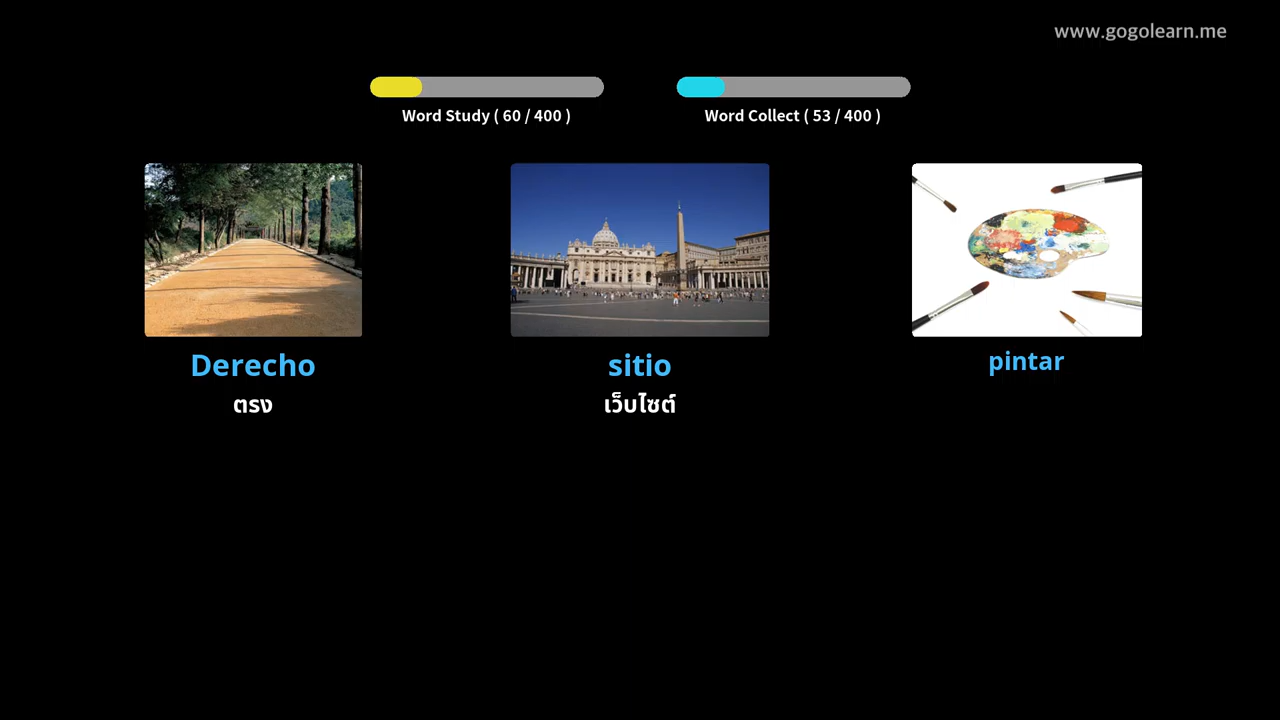 www.gogolearn.me
Word Study ( 60 / 400 )
Word Collect ( 53 / 400 )
Derecho
ตรง
sitio
เว็บไซต์
pintar